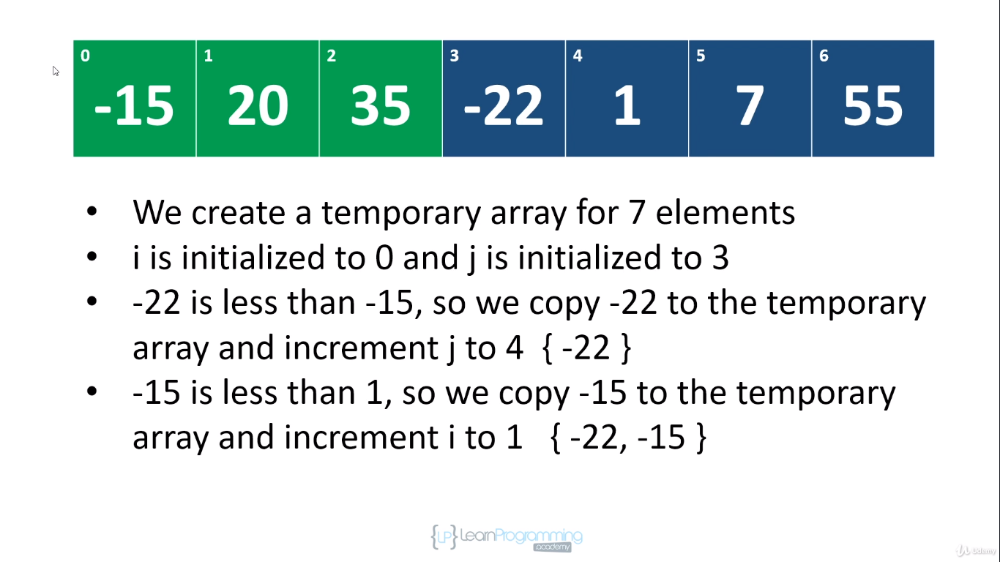 0 1 2 3 4 5 6
-15 20 35 -22 1 7 55
• We create a temporary array for 7 elements
• i is initialized to 0 and j is initialized to 3
• -22 is less than -15, so we copy -22 to the temporary
array and increment j to 4 { -22 }
• -15 is less than 1, so we copy -15 to the temporary
array and increment i to 1 { -22, -15 }
{LP} LearnProgramming
.academy
Udemy